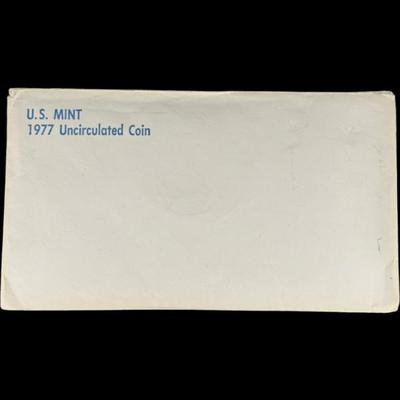 U.S. MINT
1977 Uncirculated Coin